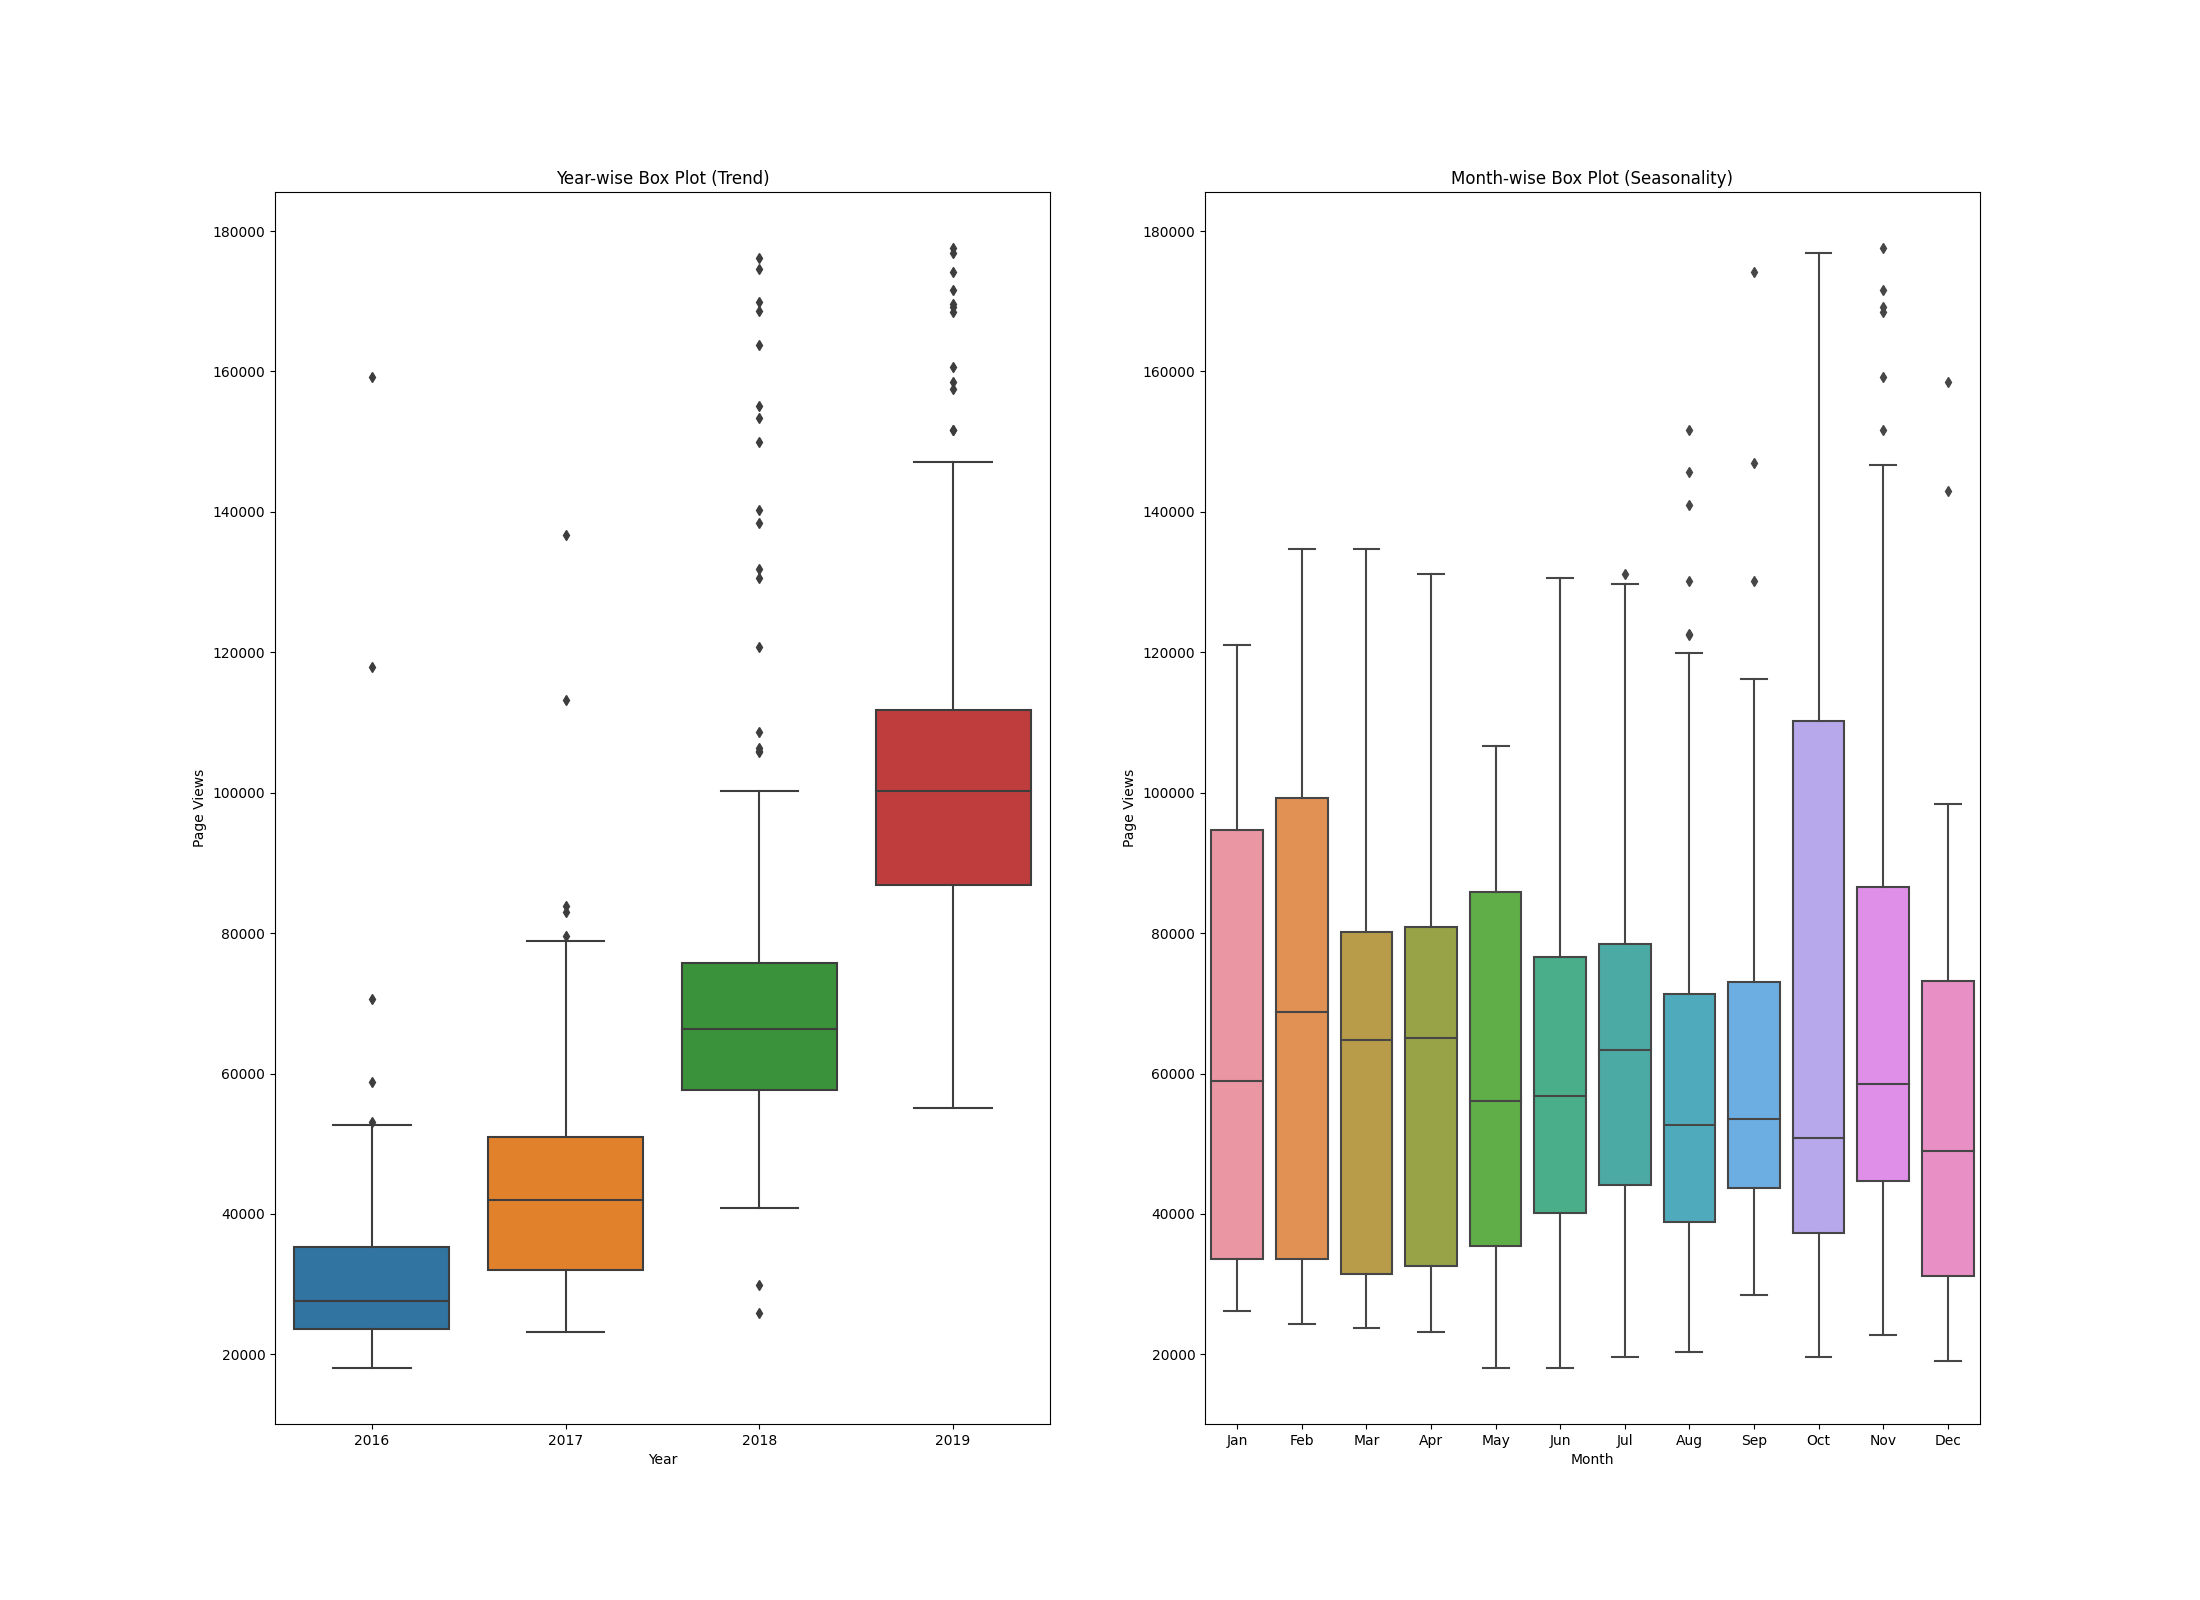 Year-wise Box Plot (Trend)
180000
160000
140000
120000
100000
80000
60000
40000
20000
Page Views
2016 2017 2018 2019
Year
Month-wise Box Plot (Seasonality)
180000
160000
140000
120000
100000
80000
60000
40000
20000
Page Views
Jan Feb Mar Apr May Jun Jul Aug Sep Oct Nov Dec
Month